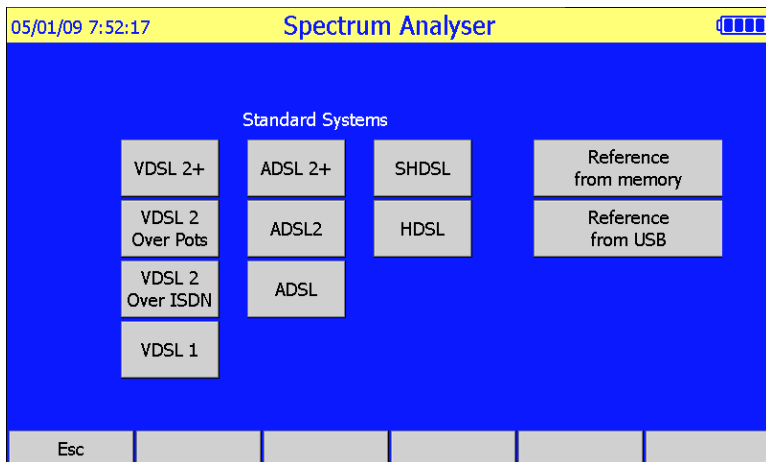 05/01/09 7:52:17
Spectrum Analyser
Standard Systems
VDSL 2+
ADSL 2+
SHDSL
Reference
from memory
VDSL 2
Over Pots
ADSL2
HDSL
Reference
from USB
VDSL 2
Over ISDN
ADSL
VDSL 1
Esc